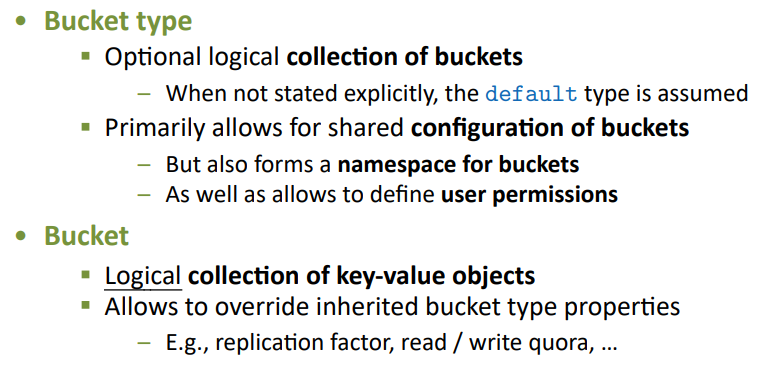 • Bucket type
▪ Optional logical collection of buckets
– When not stated explicitly, the default type is assumed
▪ Primarily allows for shared configuration of buckets
– But also forms a namespace for buckets
– As well as allows to define user permissions
• Bucket
▪ Logical collection of key-value objects
▪ Allows to override inherited bucket type properties
– E.g., replication factor, read / write quora, …